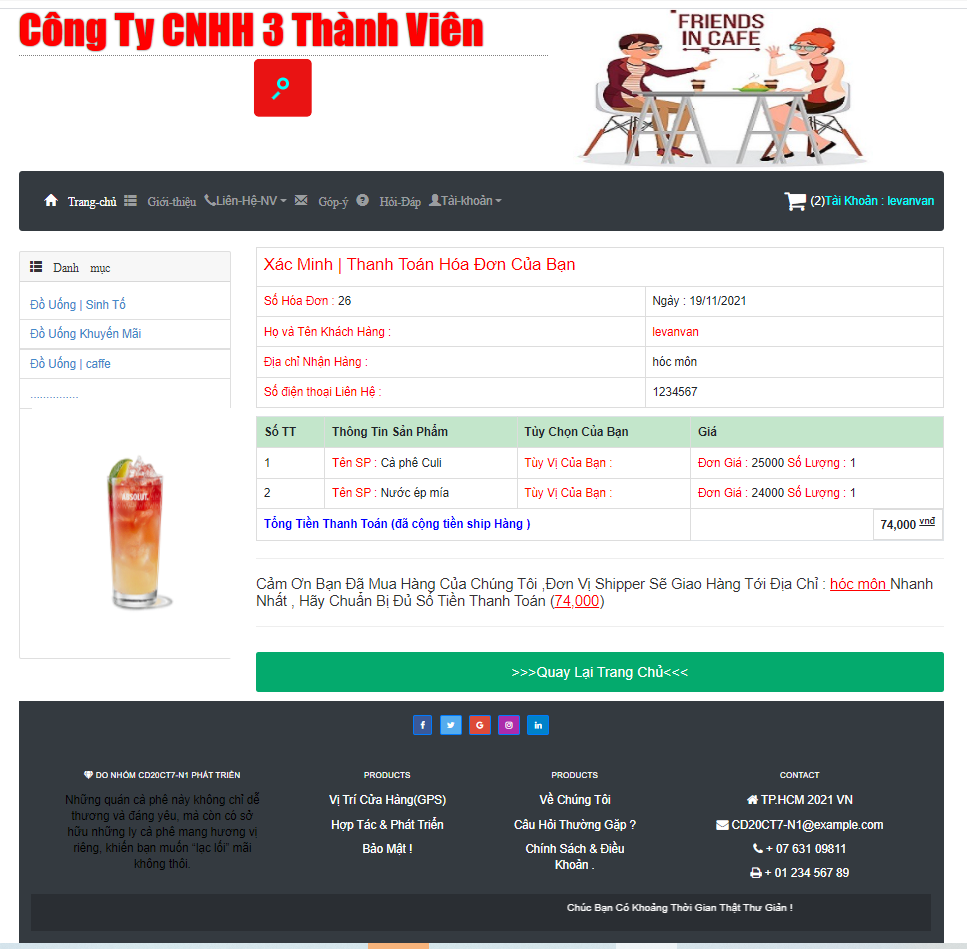 Công Ty CNHH 3 Thành Viên
FRIENDS
IN CAFE
Trang-chủ Giới-thiệu Liên-Hệ-NV Góp-ý Hỏi-Đáp Tài-khoản (2)Tài Khoản : levanvan
Danh mục
Đồ Uống | Sinh Tố
Đồ Uống Khuyến Mãi
Đồ Uống | caffe
...............
ABSOLUT
Xác Minh | Thanh Toán Hóa Đơn Của Bạn
Số Hóa Đơn : 26 Ngày : 19/11/2021
Họ và Tên Khách Hàng : levanvan
Địa chỉ Nhận Hàng : hóc môn
Số điện thoại Liên Hệ : 1234567
Số TT Thông Tin Sản Phẩm Tùy Chọn Của Bạn Giá
1 Tên SP : Cà phê Culi Tùy Vị Của Bạn : Đơn Giá : 25000 Số Lượng : 1
2 Tên SP : Nước ép mía Tùy Vị Của Bạn : Đơn Giá : 24000 Số Lượng : 1
Tổng Tiền Thanh Toán (đã cộng tiền ship Hàng ) 74,000 vnđ
Cảm Ơn Bạn Đã Mua Hàng Của Chúng Tôi ,Đơn Vị Shipper Sẽ Giao Hàng Tới Địa Chỉ : hóc môn Nhanh
Nhất , Hãy Chuẩn Bị Đủ Số Tiền Thanh Toán (74,000)
>>>Quay Lại Trang Chủ<<<
DO NHÓM CD20CT7-N1 PHÁT TRIỂN PRODUCTS PRODUCTS CONTACT
Những quán cà phê này không chỉ dễ
thương và đáng yêu, mà còn có sở
hữu những ly cà phê mang hương vị
riêng, khiến bạn muốn “lạc lối” mãi
không thôi.
Vị Trí Cửa Hàng(GPS)
Hợp Tác & Phát Triển
Bảo Mật !
Về Chúng Tôi
Câu Hỏi Thường Gặp ?
Chính Sách & Điều
Khoản .
TP.HCM 2021 VN
CD20CT7-N1@example.com
+ 07 631 09811
+ 01 234 567 89
Chúc Bạn Có Khoảng Thời Gian Thật Thư Giản !